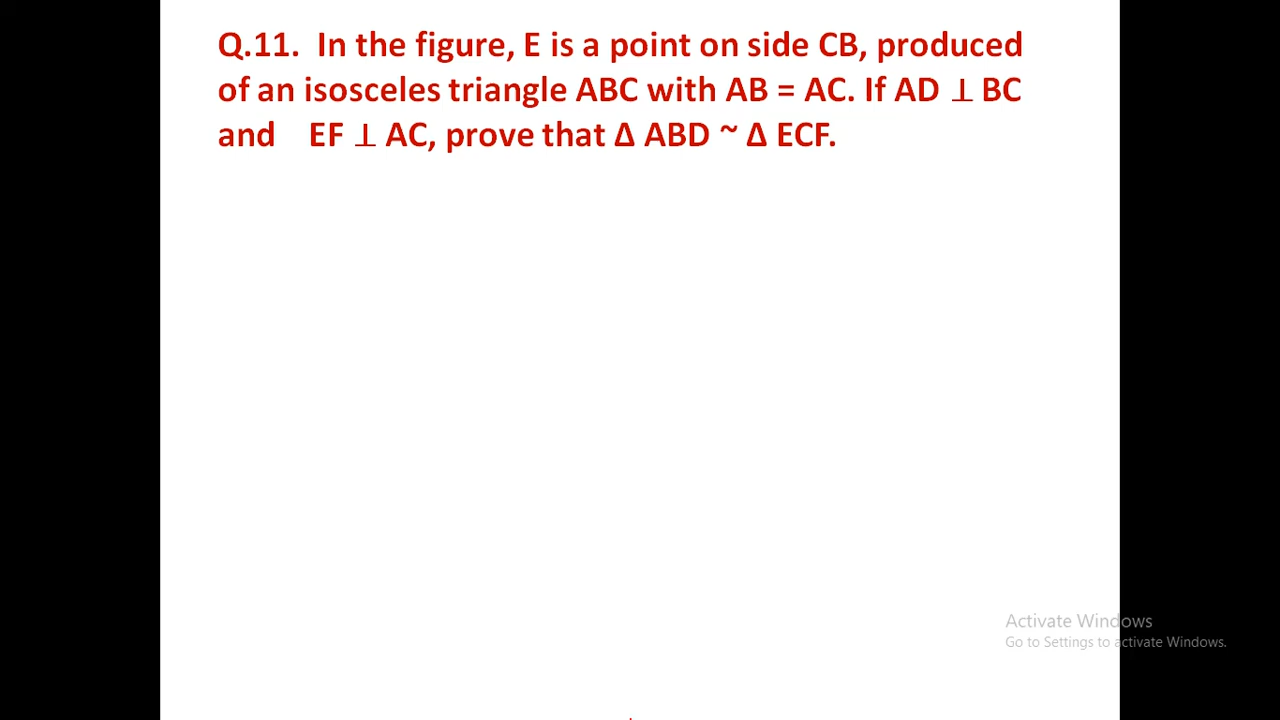 Q.11. In the figure, E is a point on side CB, produced
of an isosceles triangle ABC with AB = AC. If AD ⊥ BC
and EF ⊥ AC, prove that Δ ABD ~ Δ ECF.
Activate Windows
Go to Settings to activate Windows.